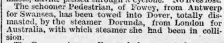 The schooner Pedestrian, of Fowey, from Antwerp
for Swansea, has been towed into Dover, totally dis-
masted, by the steamer Dorunda, from London for
Australia, with which steamer she had been in colli-
sion.